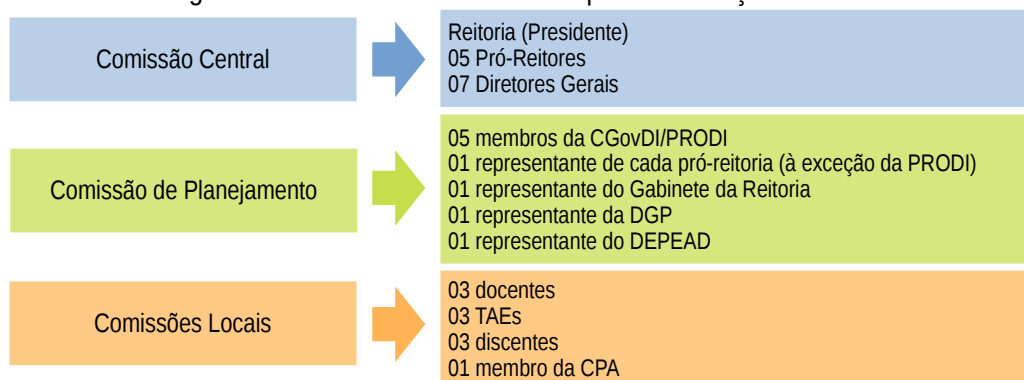 Comissão Central
Reitoria (Presidente)
05 Pró-Reitores
07 Diretores Gerais
Comissão de Planejamento
05 membros da CGovDI/PRODI
01 representante de cada pró-reitoria (à exceção da PRODI)
01 representante do Gabinete da Reitoria
01 representante da DGP
01 representante do DEPEAD
Comissões Locais
03 docentes
03 TAEs
03 discentes
01 membro da CPA